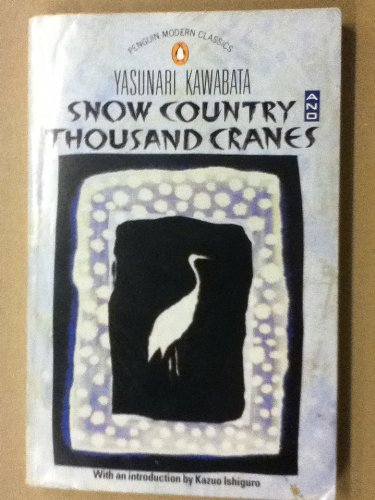 PENGUIN MODERN CLASSICS
YASUNARI KAWABATA
SNOW COUNTRY AND
THOUSAND CRANES
With an introduction by Kazuo Ishiguro